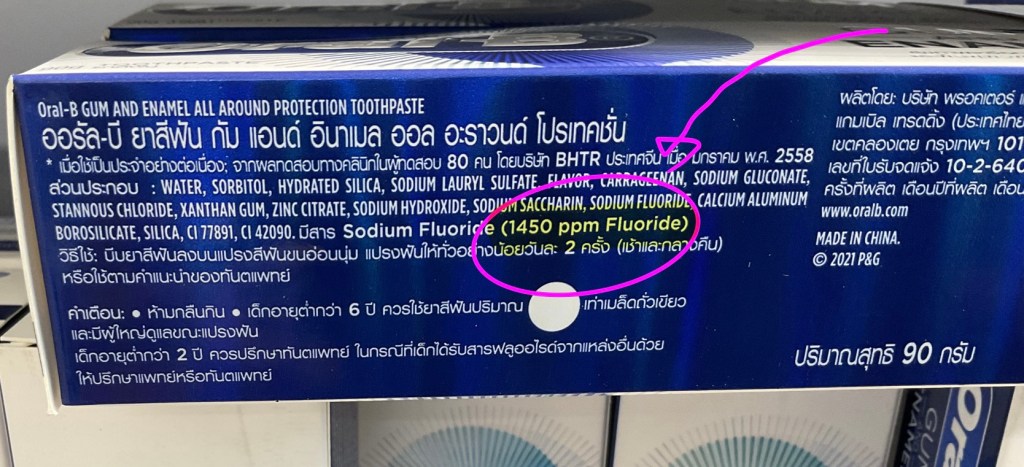 TOOTHPASTE
Oral-B GUM AND ENAMEL ALL AROUND PROTECTION TOOTHPASTE
ออรัล-บี ยาสีฟัน กัม แอนด์ อินาเมล ออล อะราวนด์ โปรเทคชั่น
* เมื่อใช้เป็นประจำอย่างต่อเนื่อง; จากผลทดสอบทางคลินิกในผู้ทดสอบ 80 คน โดยบริษัท BHTR ประเทศจีน เมื่อ มกราคม พ.ศ. 2558
ส่วนประกอบ : WATER, SORBITOL, HYDRATED SILICA, SODIUM LAURYL SULFATE, FLAVOR, CARRAGEENAN, SODIUM GLUCONATE,
STANNOUS CHLORIDE, XANTHAN GUM, ZINC CITRATE, SODIUM HYDROXIDE, SODIUM SACCHARIN, SODIUM FLUORIDE, CALCIUM ALUMINUM
BOROSILICATE, SILICA, CI 77891, CI 42090. มีสาร Sodium Fluoride (1450 ppm Fluoride)
วิธีใช้: บีบยาสีฟันลงบนแปรงสีฟันขนอ่อนนุ่ม แปรงฟันให้ทั่วอย่างน้อยวันละ 2 ครั้ง (เช้าและกลางคืน)
หรือใช้ตามคำแนะนำของทันตแพทย์
คำเตือน: • ห้ามกลืนกิน • เด็กอายุต่ำกว่า 6 ปี ควรใช้ยาสีฟันปริมาณ เท่าเมล็ดถั่วเขียว
และมีผู้ใหญ่ดูแลขณะแปรงฟัน
เด็กอายุต่ำกว่า 2 ปี ควรปรึกษาทันตแพทย์ ในกรณีที่เด็กได้รับสารฟลูออไรด์จากแหล่งอื่นด้วย
ให้ปรึกษาแพทย์หรือทันตแพทย์
ผลิตโดย: บริษัท พรอคเตอร์
แกมเบิล เทรดดิ้ง (ประเทศไทย
เขตคลองเตย กรุงเทพฯ 101
เลขที่ใบรับจดแจ้ง 10-2-640
ครั้งที่ผลิต เดือนปีที่ผลิต เดือน
www.oralb.com
MADE IN CHINA.
© 2021 P&G
ปริมาณสุทธิ 90 กรัม
Oral
GUM